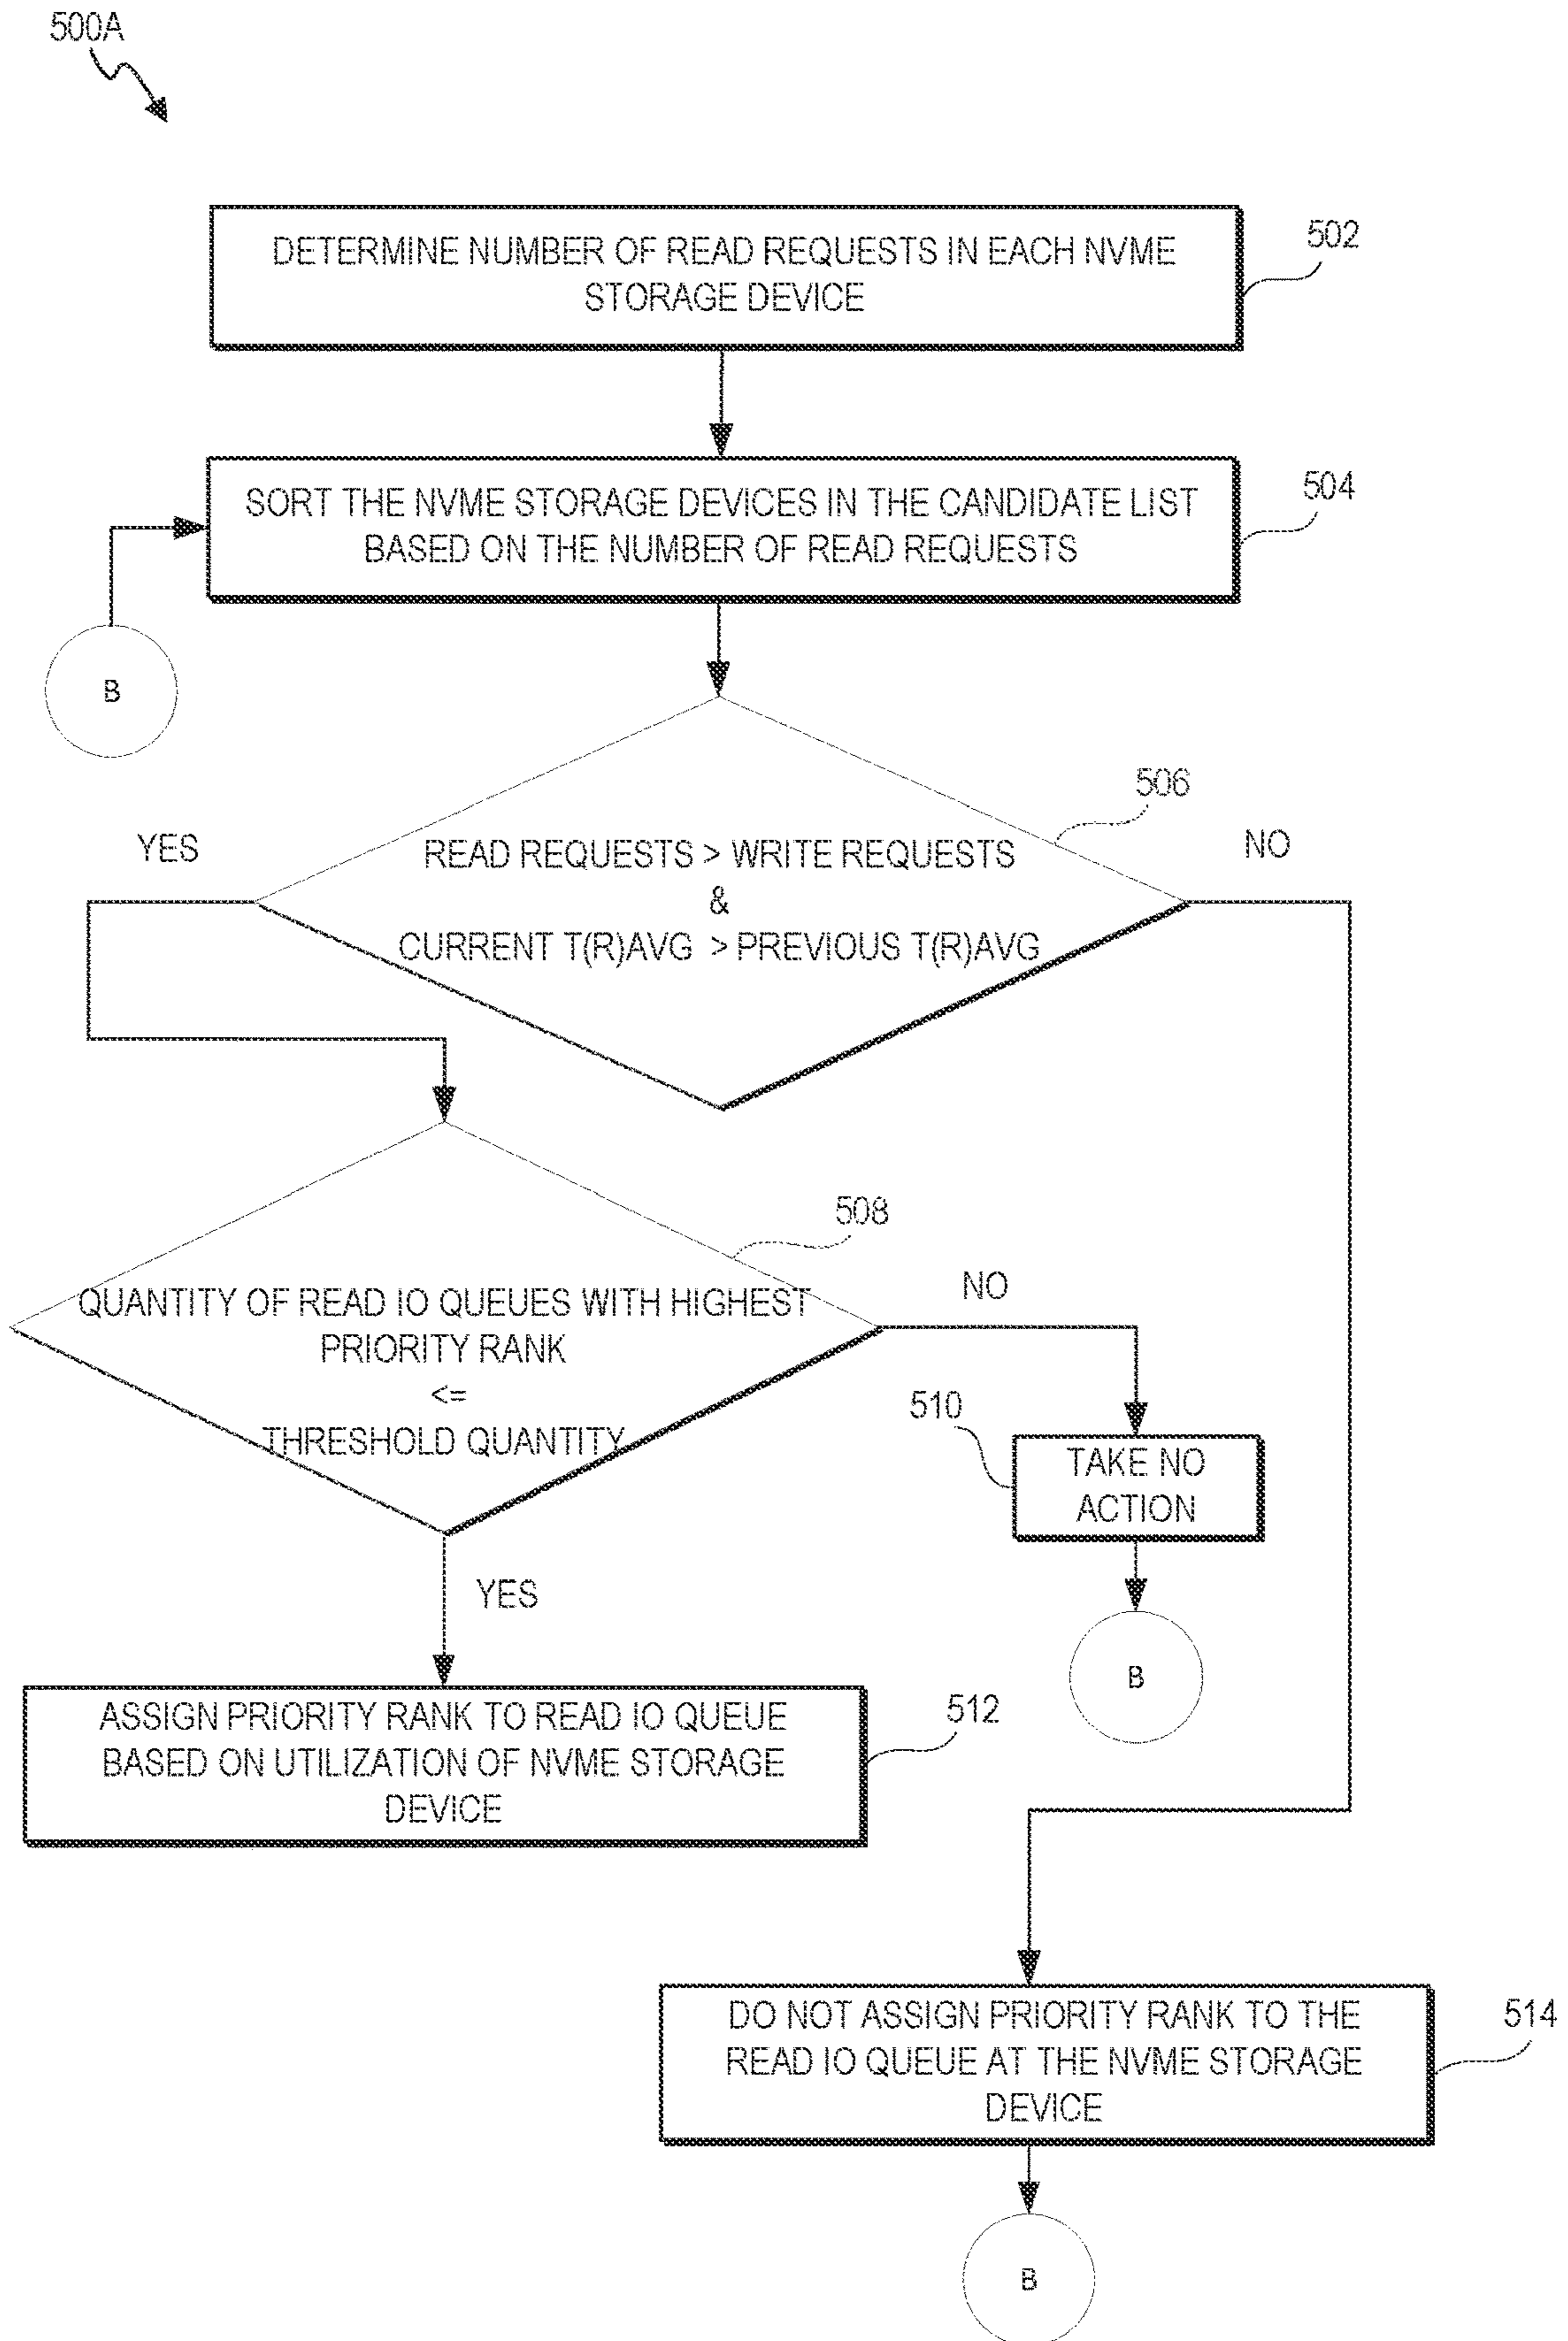 500A
DETERMINE NUMBER OF READ REQUESTS IN EACH NVME
STORAGE DEVICE
502
SORT THE NVME STORAGE DEVICES IN THE CANDIDATE LIST
BASED ON THE NUMBER OF READ REQUESTS
504
B
506
YES
READ REQUESTS > WRITE REQUESTS
&
CURRENT T(R)AVG > PREVIOUS T(R)AVG
NO
508
QUANTITY OF READ IO QUEUES WITH HIGHEST
PRIORITY RANK
<=
THRESHOLD QUANTITY
NO
510
TAKE NO
ACTION
YES
B
ASSIGN PRIORITY RANK TO READ IO QUEUE
BASED ON UTILIZATION OF NVME STORAGE
DEVICE
512
DO NOT ASSIGN PRIORITY RANK TO THE
READ IO QUEUE AT THE NVME STORAGE
DEVICE
514
B